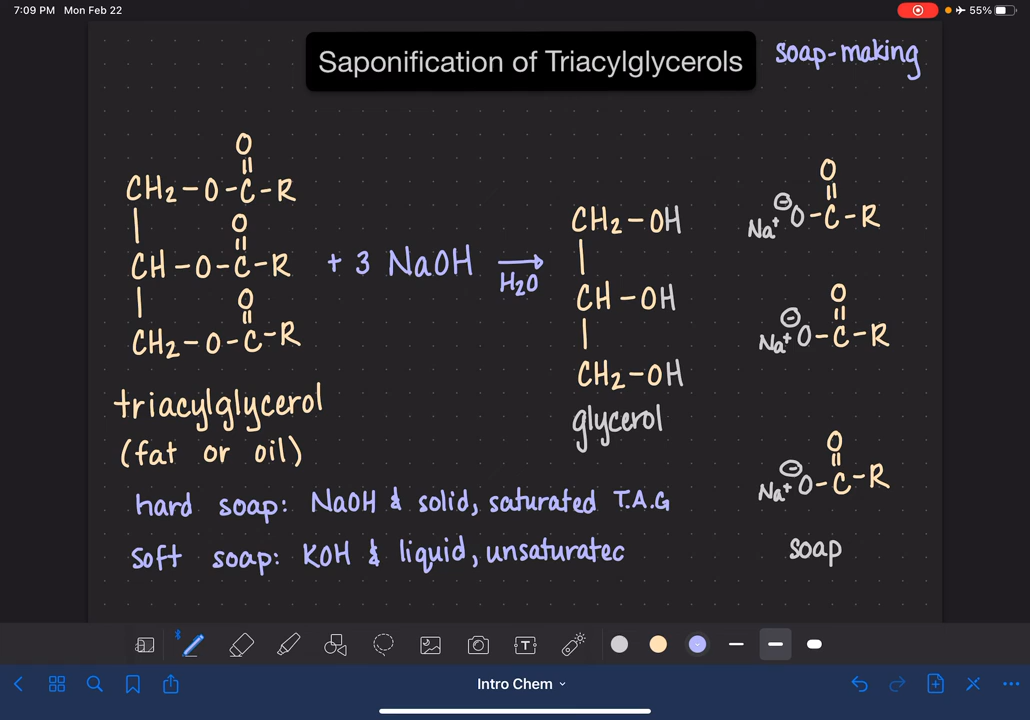 7:09 PM Mon Feb 22
55%
Saponification of Triacylglycerols
soap-making
O
CH2-O-C-R
O
CH-O-C-R
O
CH2-O-C-R
+ 3 NaOH
H2O
CH2-OH
CH-OH
CH2-OH
O
Na+ ⊖O-C-R
O
Na+ ⊖O-C-R
O
Na+ ⊖O-C-R
triacylglycerol
(fat or oil)
glycerol
soap
hard soap: NaOH & solid, saturated T.A.G
soft soap: KOH & liquid, unsaturatec
T
Intro Chem